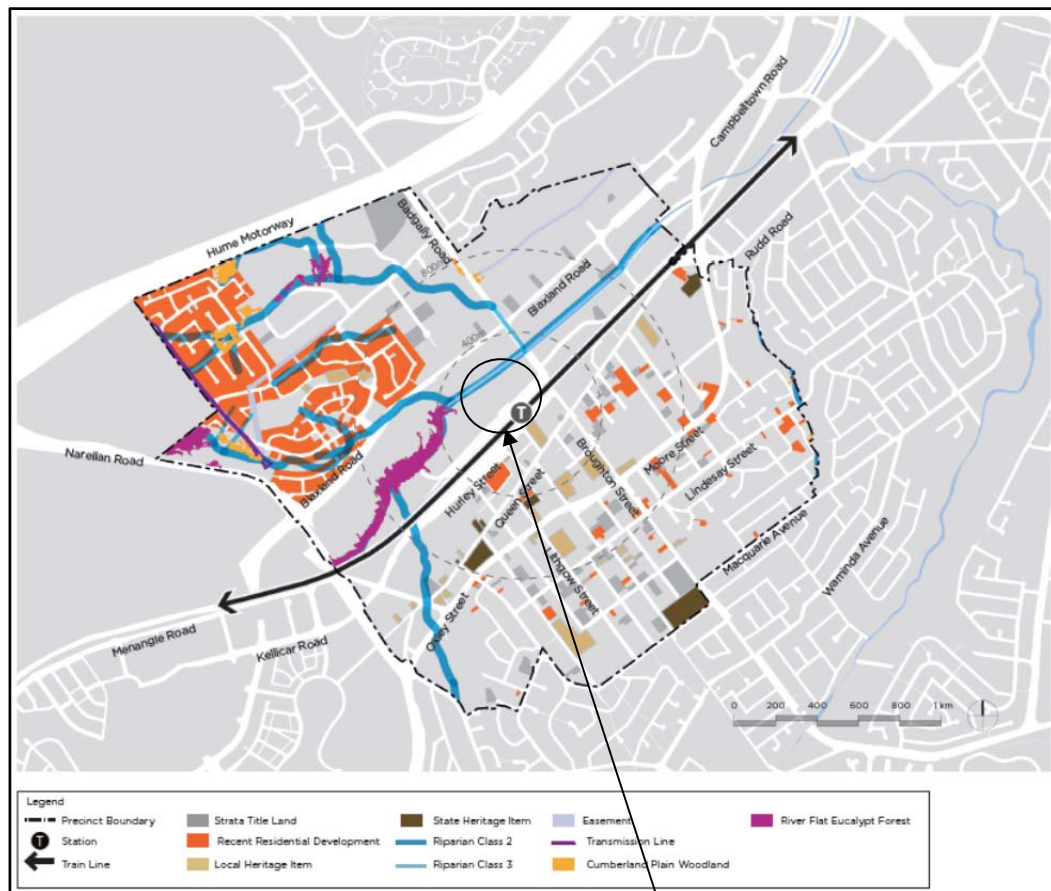 Campbelltown Road
Hume Motorway
Badgally Road
Rudd Road
800m
Blaxland Road
400m
T
Narellan Road
Blaxland Road
Hurley Street
Queen Street
Broughton Street
Moore Street
Lindesay Street
Lithgow Street
Macquarie Avenue
Warminda Avenue
Oxley Street
Menangle Road
Kellicar Road
0 200 400 600 800 1 km
Legend
Precinct Boundary
Strata Title Land
State Heritage Item
Easement
River Flat Eucalypt Forest
T Station
Recent Residential Development
Riparian Class 2
Transmission Line
Train Line
Local Heritage Item
Riparian Class 3
Cumberland Plain Woodland